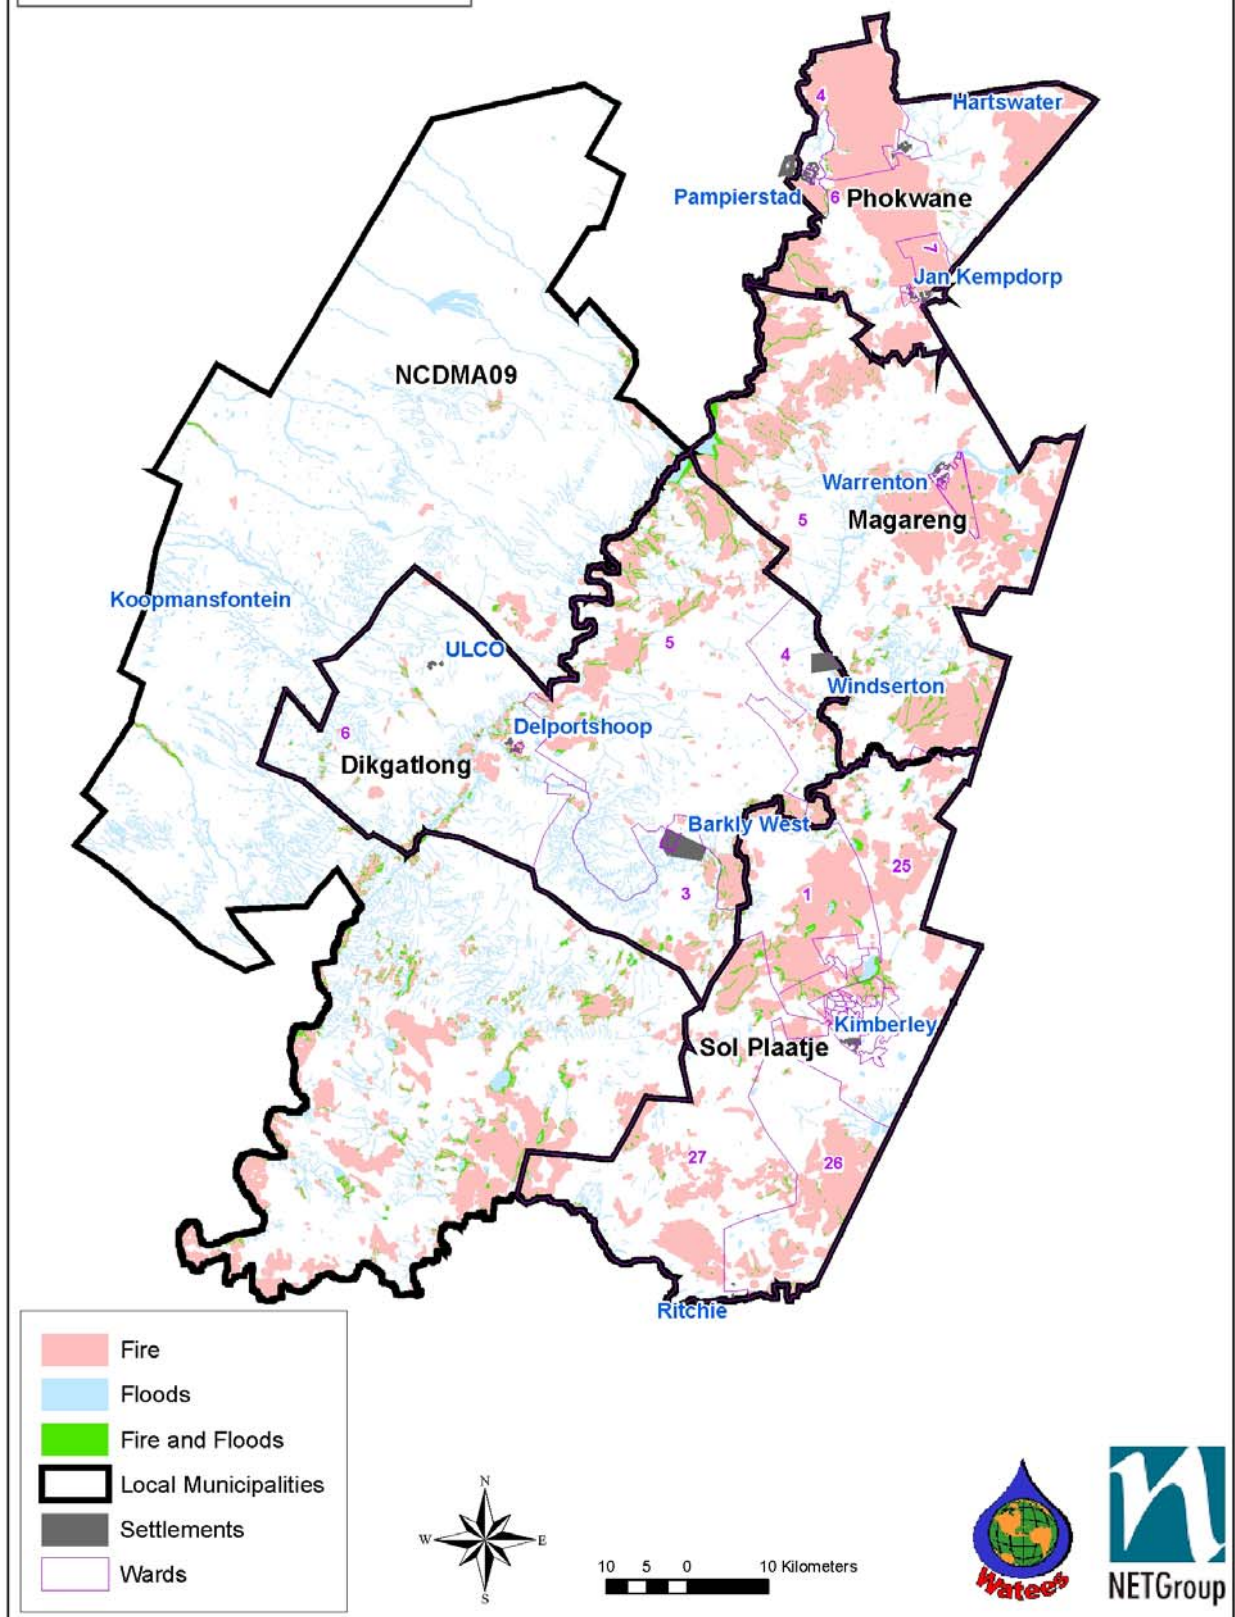 Hartswater
4
Pampierstad
6
Phokwane
7
Jan Kempdorp
NCDMA09
Warrenton
5
Magareng
Koopmansfontein
ULCO
5
4
Windserton
6
Delportshoop
Dikgatlong
Barkly West
25
3
1
Kimberley
Sol Plaatje
27
26
Ritchie
Fire
Floods
Fire and Floods
Local Municipalities
Settlements
Wards
N
W
E
S
10 5 0 10 Kilometers
Watees
n
NETGroup